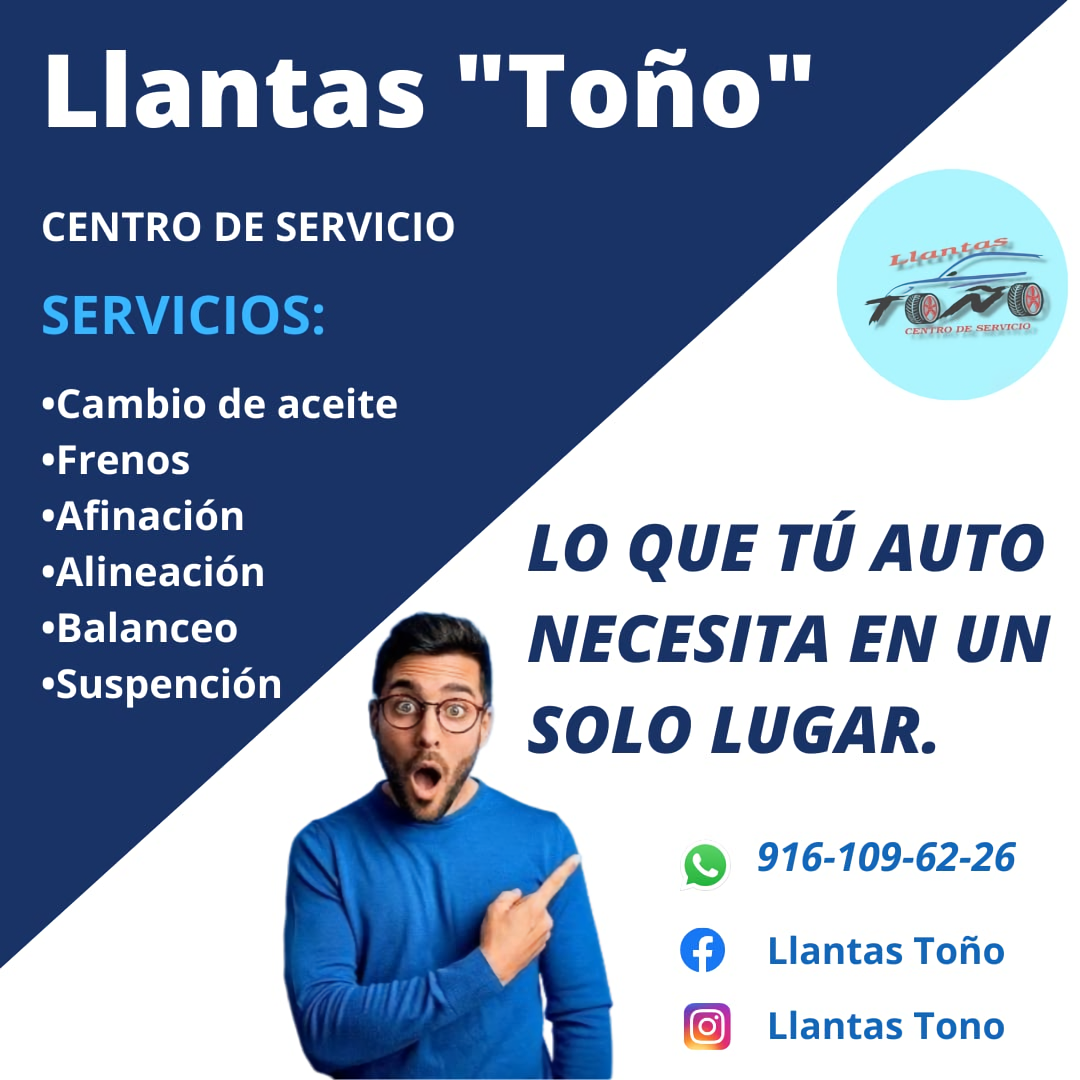 Llantas "Toño"
CENTRO DE SERVICIO
SERVICIOS:
•Cambio de aceite
•Frenos
•Afinación
•Alineación
•Balanceo
•Suspención
Llantas
TOÑO
CENTRO DE SERVICIO
LO QUE TÚ AUTO
NECESITA EN UN
SOLO LUGAR.
916-109-62-26
Llantas Toño
Llantas Tono